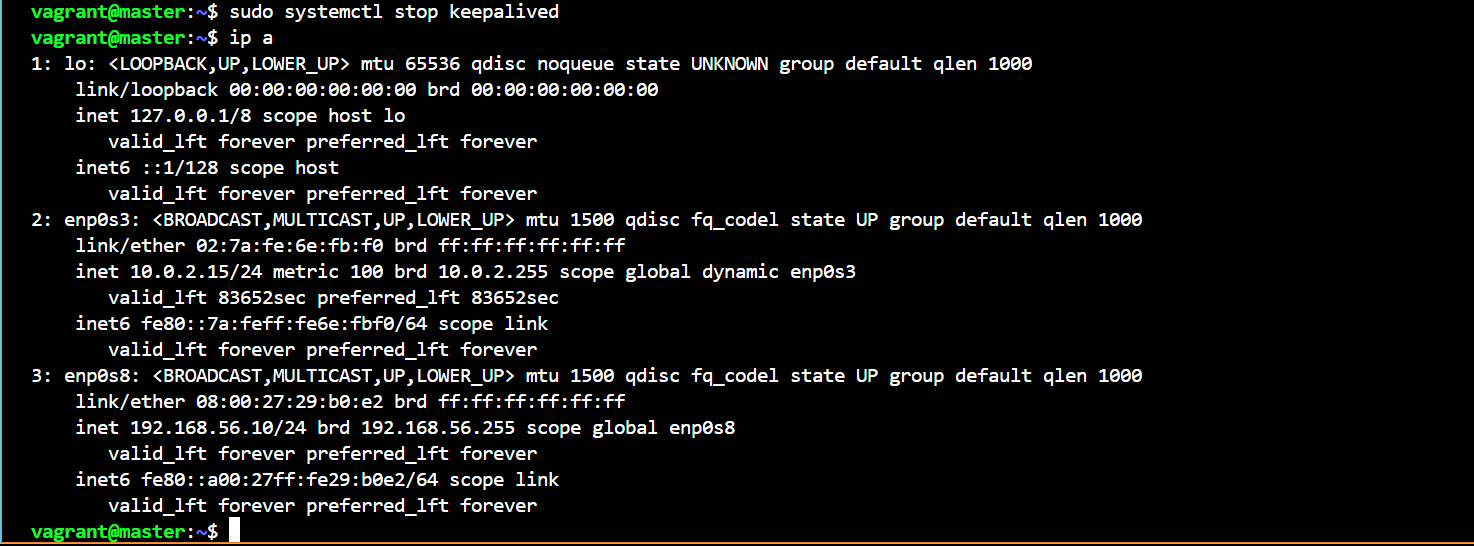 vagrant@master:~$ sudo systemctl stop keepalived
vagrant@master:~$ ip a
1: lo: <LOOPBACK,UP,LOWER_UP> mtu 65536 qdisc noqueue state UNKNOWN group default qlen 1000
    link/loopback 00:00:00:00:00:00 brd 00:00:00:00:00:00
    inet 127.0.0.1/8 scope host lo
       valid_lft forever preferred_lft forever
    inet6 ::1/128 scope host
       valid_lft forever preferred_lft forever
2: enp0s3: <BROADCAST,MULTICAST,UP,LOWER_UP> mtu 1500 qdisc fq_codel state UP group default qlen 1000
    link/ether 02:7a:fe:6e:fb:f0 brd ff:ff:ff:ff:ff:ff
    inet 10.0.2.15/24 metric 100 brd 10.0.2.255 scope global dynamic enp0s3
       valid_lft 83652sec preferred_lft 83652sec
    inet6 fe80::7a:feff:fe6e:fbf0/64 scope link
       valid_lft forever preferred_lft forever
3: enp0s8: <BROADCAST,MULTICAST,UP,LOWER_UP> mtu 1500 qdisc fq_codel state UP group default qlen 1000
    link/ether 08:00:27:29:b0:e2 brd ff:ff:ff:ff:ff:ff
    inet 192.168.56.10/24 brd 192.168.56.255 scope global enp0s8
       valid_lft forever preferred_lft forever
    inet6 fe80::a00:27ff:fe29:b0e2/64 scope link
       valid_lft forever preferred_lft forever
vagrant@master:~$